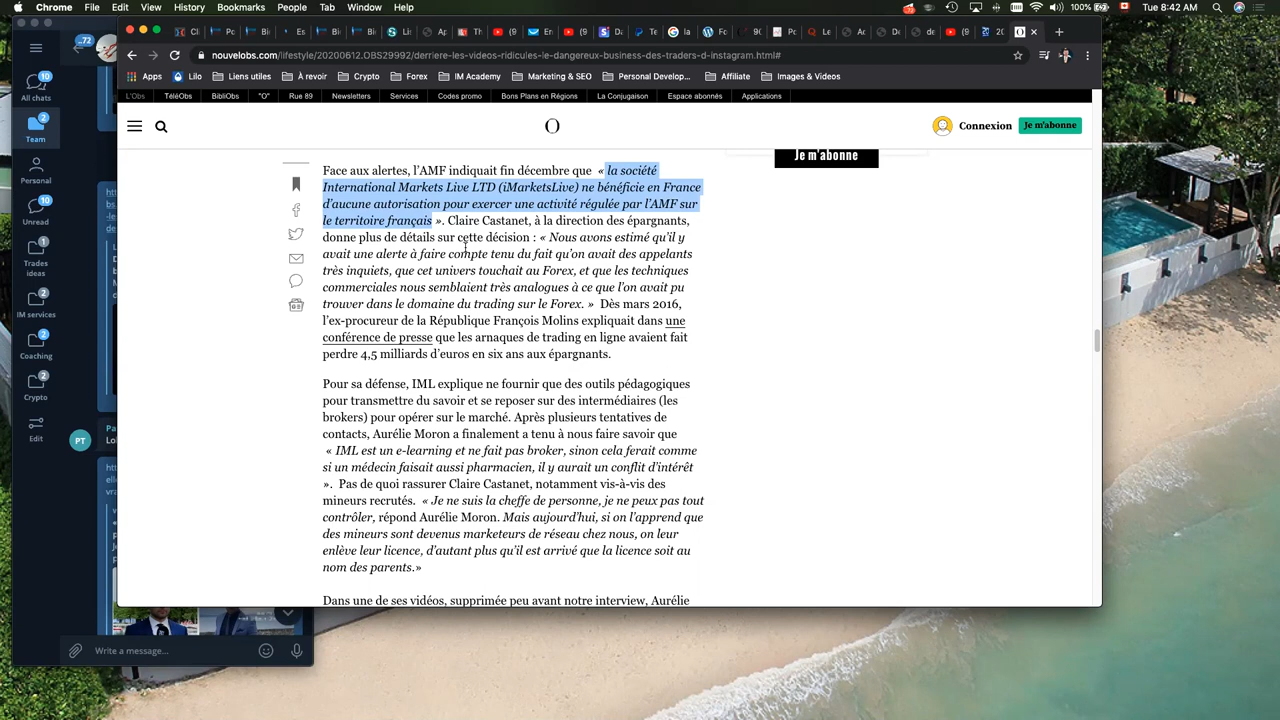 Tue 8:42 AM
100%
nouvelobs.com/lifestyle/20200612.OBS29992/derriere-les-videos-ridicules-le-dangereux-business-des-traders-d-instagram.html#
Apps Lilo Liens utiles À revoir Crypto Forex IM Academy Marketing & SEO Personal Develop... Affiliate Images & Videos
L'Obs TéléObs BibliObs "O" Rue 89 Newsletters Services Codes promo Bons Plans en Régions La Conjugaison Espace abonnés Applications
O Connexion Je m'abonne
Je m'abonne
..72
10
All chats
2
Team
Personal
10
Unread
1
Trades
ideas
2
IM services
2
Coaching
2
Crypto
Edit
PT
Write a message...
Face aux alertes, l'AMF indiquait fin décembre que « la société
International Markets Live LTD (iMarketsLive) ne bénéficie en France
d'aucune autorisation pour exercer une activité régulée par l'AMF sur
le territoire français ». Claire Castanet, à la direction des épargnants,
donne plus de détails sur cette décision : « Nous avons estimé qu'il y
avait une alerte à faire compte tenu du fait qu'on avait des appelants
très inquiets, que cet univers touchait au Forex, et que les techniques
commerciales nous semblaient très analogues à ce que l'on avait pu
trouver dans le domaine du trading sur le Forex. » Dès mars 2016,
l'ex-procureur de la République François Molins expliquait dans une
conférence de presse que les arnaques de trading en ligne avaient fait
perdre 4,5 milliards d'euros en six ans aux épargnants.
Pour sa défense, IML explique ne fournir que des outils pédagogiques
pour transmettre du savoir et se reposer sur des intermédiaires (les
brokers) pour opérer sur le marché. Après plusieurs tentatives de
contacts, Aurélie Moron a finalement a tenu à nous faire savoir que
« IML est un e-learning et ne fait pas broker, sinon cela ferait comme
si un médecin faisait aussi pharmacien, il y aurait un conflit d'intérêt
». Pas de quoi rassurer Claire Castanet, notamment vis-à-vis des
mineurs recrutés. « Je ne suis la cheffe de personne, je ne peux pas tout
contrôler, répond Aurélie Moron. Mais aujourd'hui, si on l'apprend que
des mineurs sont devenus marketeurs de réseau chez nous, on leur
enlève leur licence, d'autant plus qu'il est arrivé que la licence soit au
nom des parents.»
Dans une de ses vidéos, supprimée peu avant notre interview, Aurélie